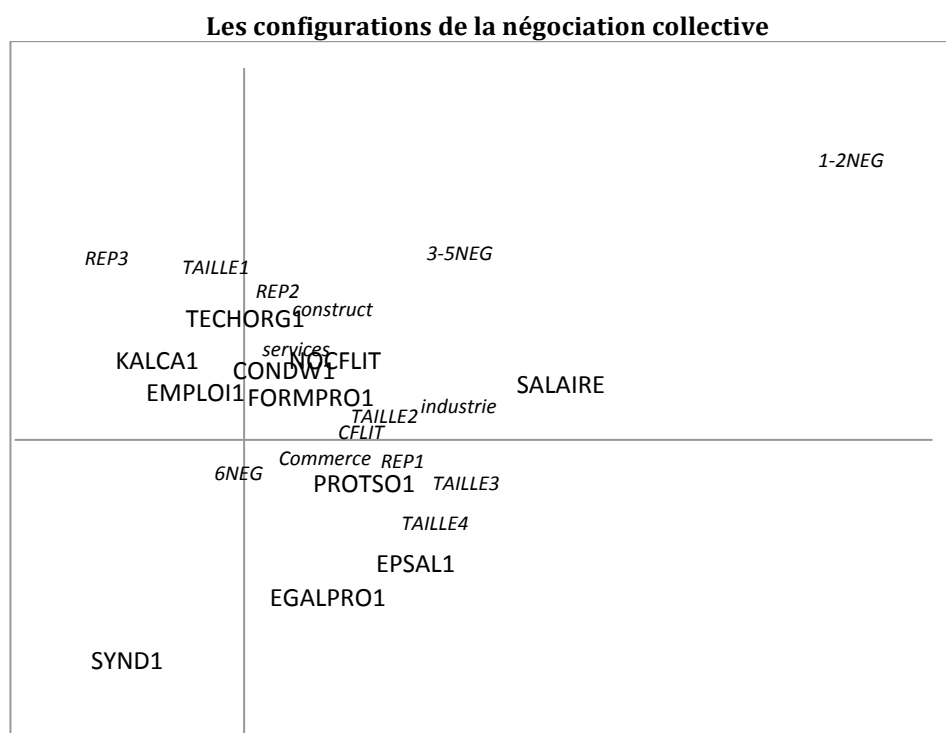 Les configurations de la négociation collective
1-2NEG
3-5NEG
REP3
TAILLE1
REP2
construct
TECHORG1
services
KALCA1
NOCFLIT
CONDW1
SALAIRE
EMPLOI1
FORMPRO1
industrie
TAILLE2
CFLIT
Commerce
REP1
6NEG
PROTSO1
TAILLE3
TAILLE4
EPSAL1
EGALPRO1
SYND1